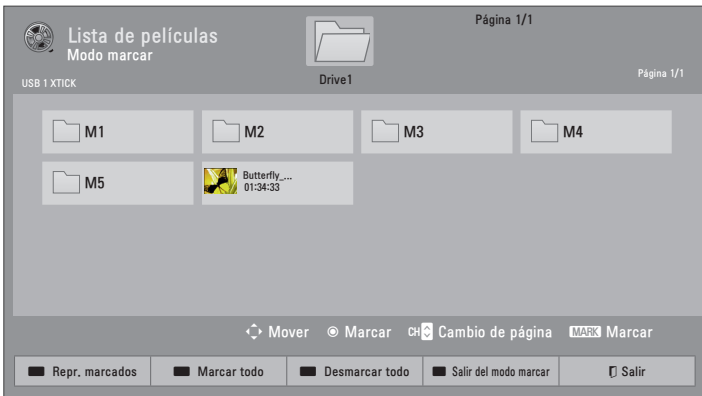 Lista de películas
Modo marcar
USB 1 XTICK
Drive1
Página 1/1
Página 1/1
M1
M2
M3
M4
M5
Butterfly_...
01:34:33
Mover
Marcar
CH Cambio de página
MARK Marcar
Repr. marcados
Marcar todo
Desmarcar todo
Salir del modo marcar
Salir